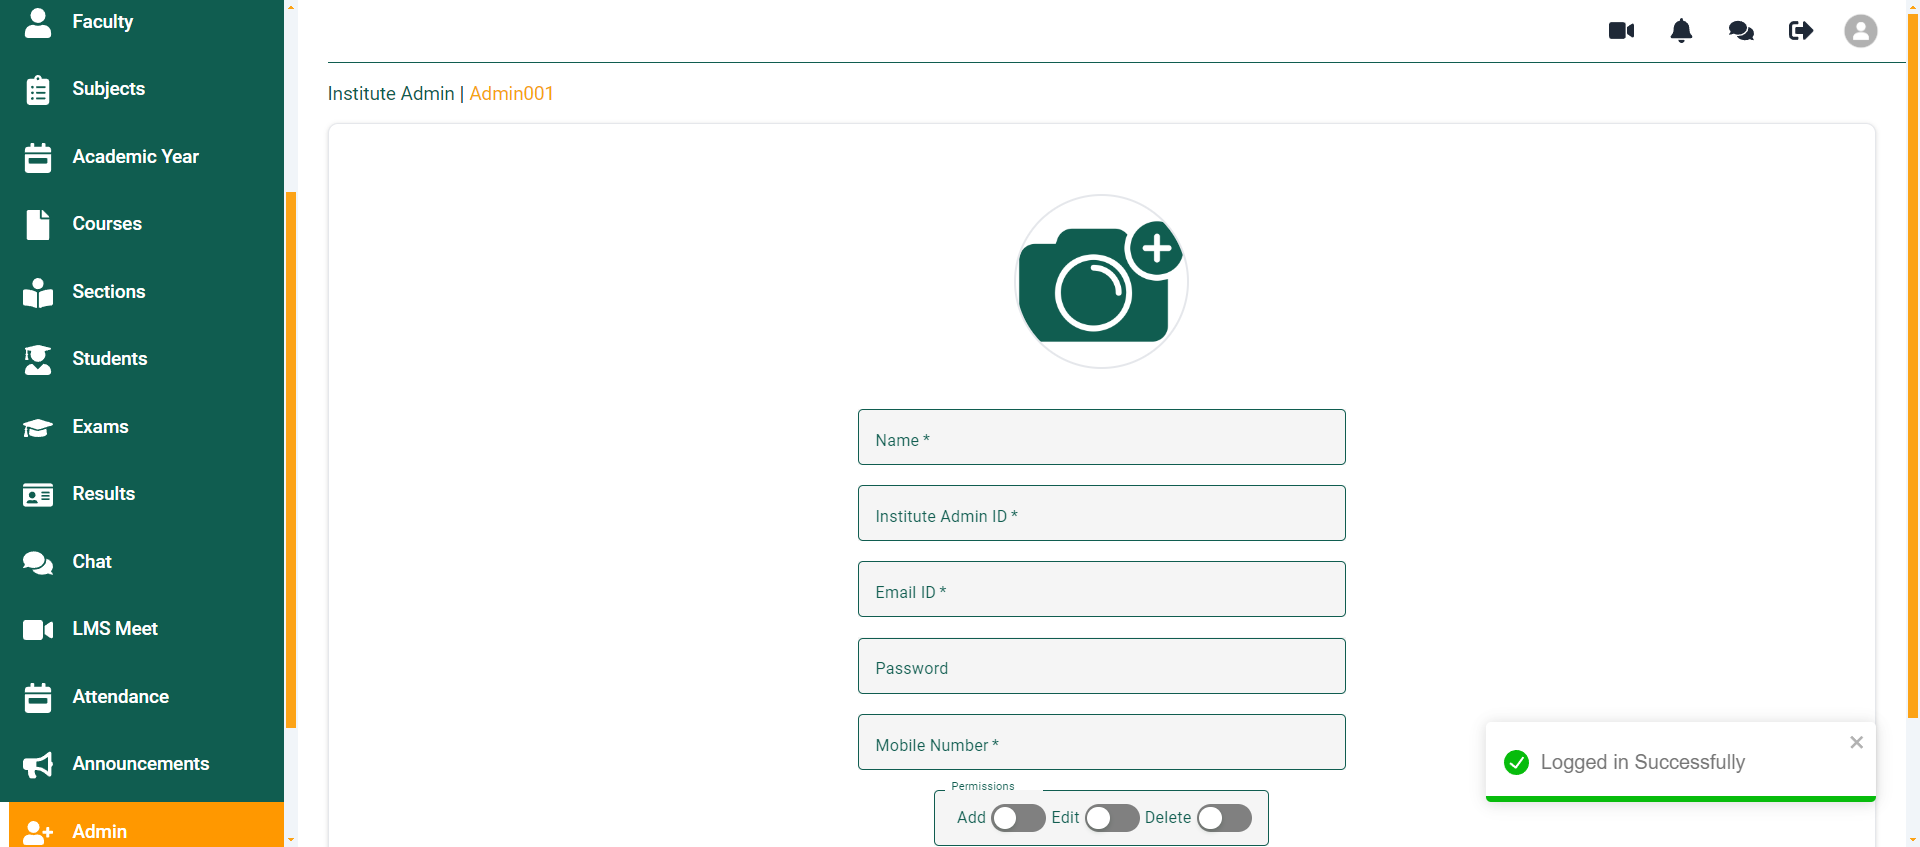 Faculty
Subjects
Academic Year
Courses
Sections
Students
Exams
Results
Chat
LMS Meet
Attendance
Announcements
Admin
Institute Admin | Admin001
Name *
Institute Admin ID *
Email ID *
Password
Mobile Number *
Permissions
Add Edit Delete
Logged in Successfully